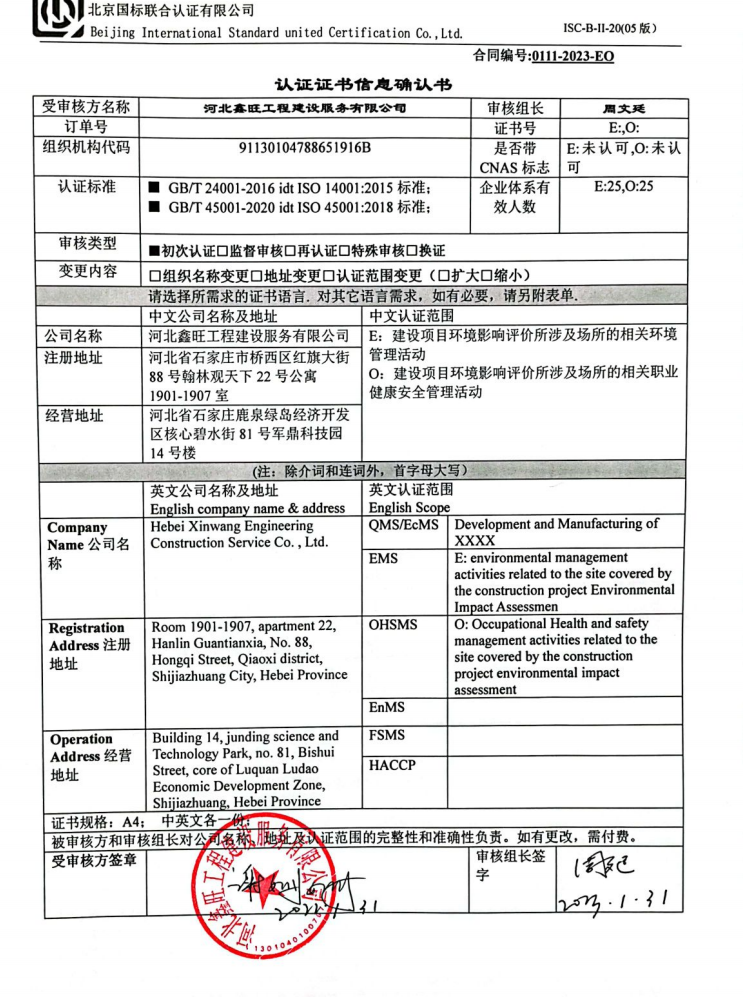 北京国标联合认证有限公司
Beijing International Standard united Certification Co.,Ltd.
ISC-B-II-20(05 版)
合同编号:0111-2023-EO
认证证书信息确认书
受审核方名称 河北鑫旺工程建设服务有限公司 审核组长 周文廷
订单号 证书号 E:,O:
组织机构代码 91130104788651916B 是否带 CNAS 标志 E:未认可,O:未认可
认证标准 ■ GB/T 24001-2016 idt ISO 14001:2015 标准;
■ GB/T 45001-2020 idt ISO 45001:2018 标准;
企业体系有效人数 E:25,O:25
审核类型 ■初次认证□监督审核□再认证□特殊审核□换证
变更内容 □组织名称变更□地址变更□认证范围变更(□扩大□缩小)
请选择所需求的证书语言. 对其它语言需求,如有必要,请另附表单.
中文公司名称及地址 中文认证范围
公司名称 河北鑫旺工程建设服务有限公司
注册地址 河北省石家庄市桥西区红旗大街
88 号翰林观天下 22 号公寓
1901-1907 室
经营地址 河北省石家庄鹿泉绿岛经济开发
区核心碧水街 81 号军鼎科技园
14 号楼
E:建设项目环境影响评价所涉及场所的相关环境
管理活动
O:建设项目环境影响评价所涉及场所的相关职业
健康安全管理活动
(注:除介词和连词外,首字母大写)
英文公司名称及地址
English company name & address
英文认证范围
English Scope
Company
Name 公司名
称
Hebei Xinwang Engineering
Construction Service Co. , Ltd.
QMS/EcMS Development and Manufacturing of
XXXX
EMS E: environmental management
activities related to the site covered by
the construction project Environmental
Impact Assessmen
Registration
Address 注册
地址
Room 1901-1907, apartment 22,
Hanlin Guantianxia, No. 88,
Hongqi Street, Qiaoxi district,
Shijiazhuang City, Hebei Province
OHSMS O: Occupational Health and safety
management activities related to the
site covered by the construction
project environmental impact
assessment
EnMS
Operation
Address 经营
地址
Building 14, junding science and
Technology Park, no. 81, Bishui
Street, core of Luquan Ludao
Economic Development Zone,
Shijiazhuang, Hebei Province
FSMS
HACCP
证书规格:A4; 中英文各一份;
被审核方和审核组长对公司名称、地址及认证范围的完整性和准确性负责。如有更改,需付费。
受审核方签章
河北鑫旺工程建设服务有限公司
审核组长签
字
2023.1.31